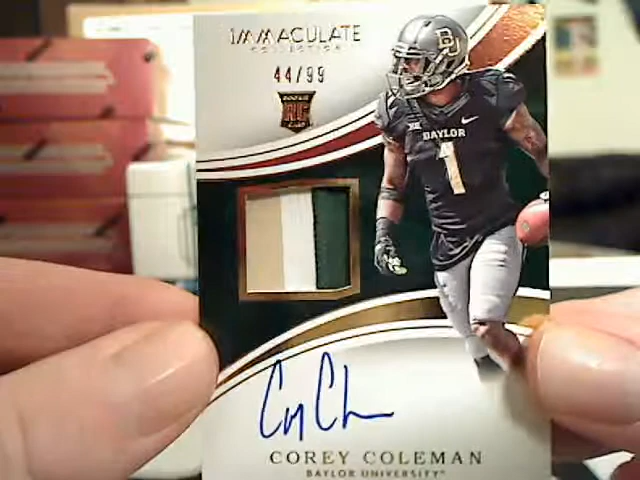 IMMACULATE
COLLECTION
44/99
ROOKIE
RC
CARD
BU
BAYLOR
1
COREY COLEMAN
BAYLOR UNIVERSITY